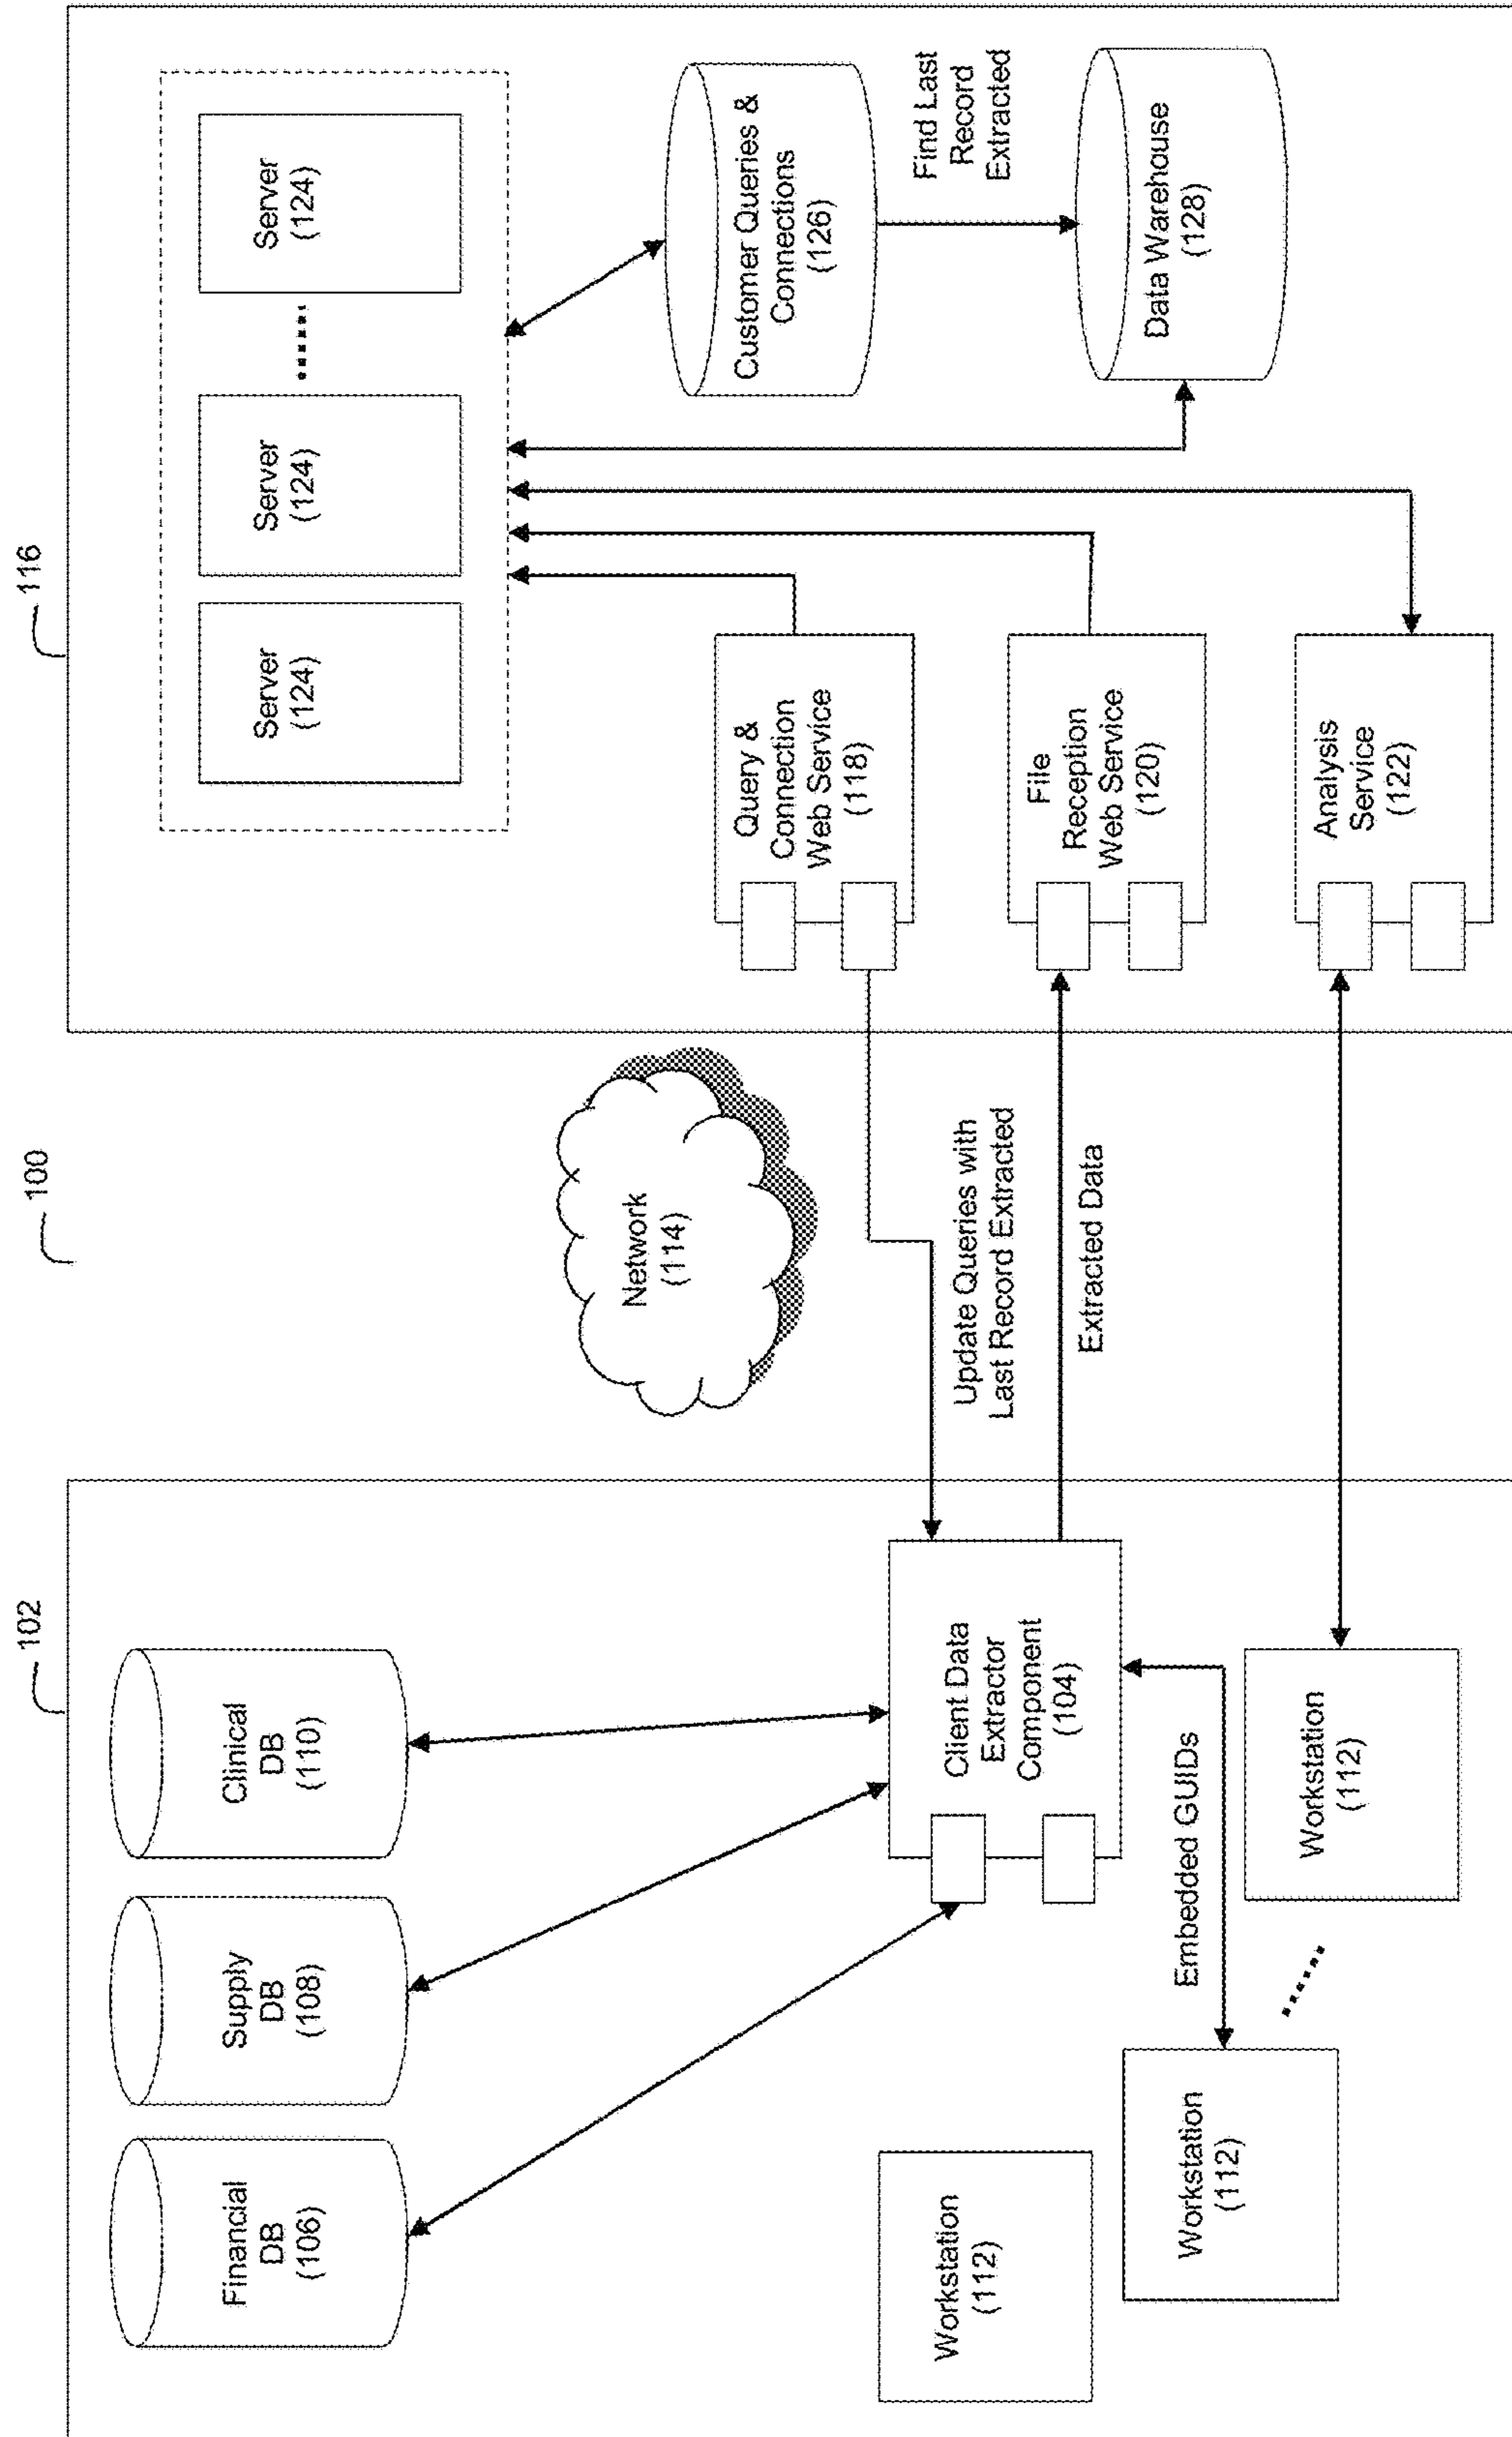 100
102
116
Financial
DB
(106)
Supply
DB
(108)
Clinical
DB
(110)
Client Data
Extractor
Component
(104)
Workstation
(112)
Workstation
(112)
Workstation
(112)
Embedded GUIDs
Network
(114)
Update Queries with
Last Record Extracted
Extracted Data
Server
(124)
Server
(124)
Server
(124)
Query &
Connection
Web Service
(118)
File
Reception
Web Service
(120)
Analysis
Service
(122)
Customer Queries &
Connections
(126)
Find Last
Record
Extracted
Data Warehouse
(128)